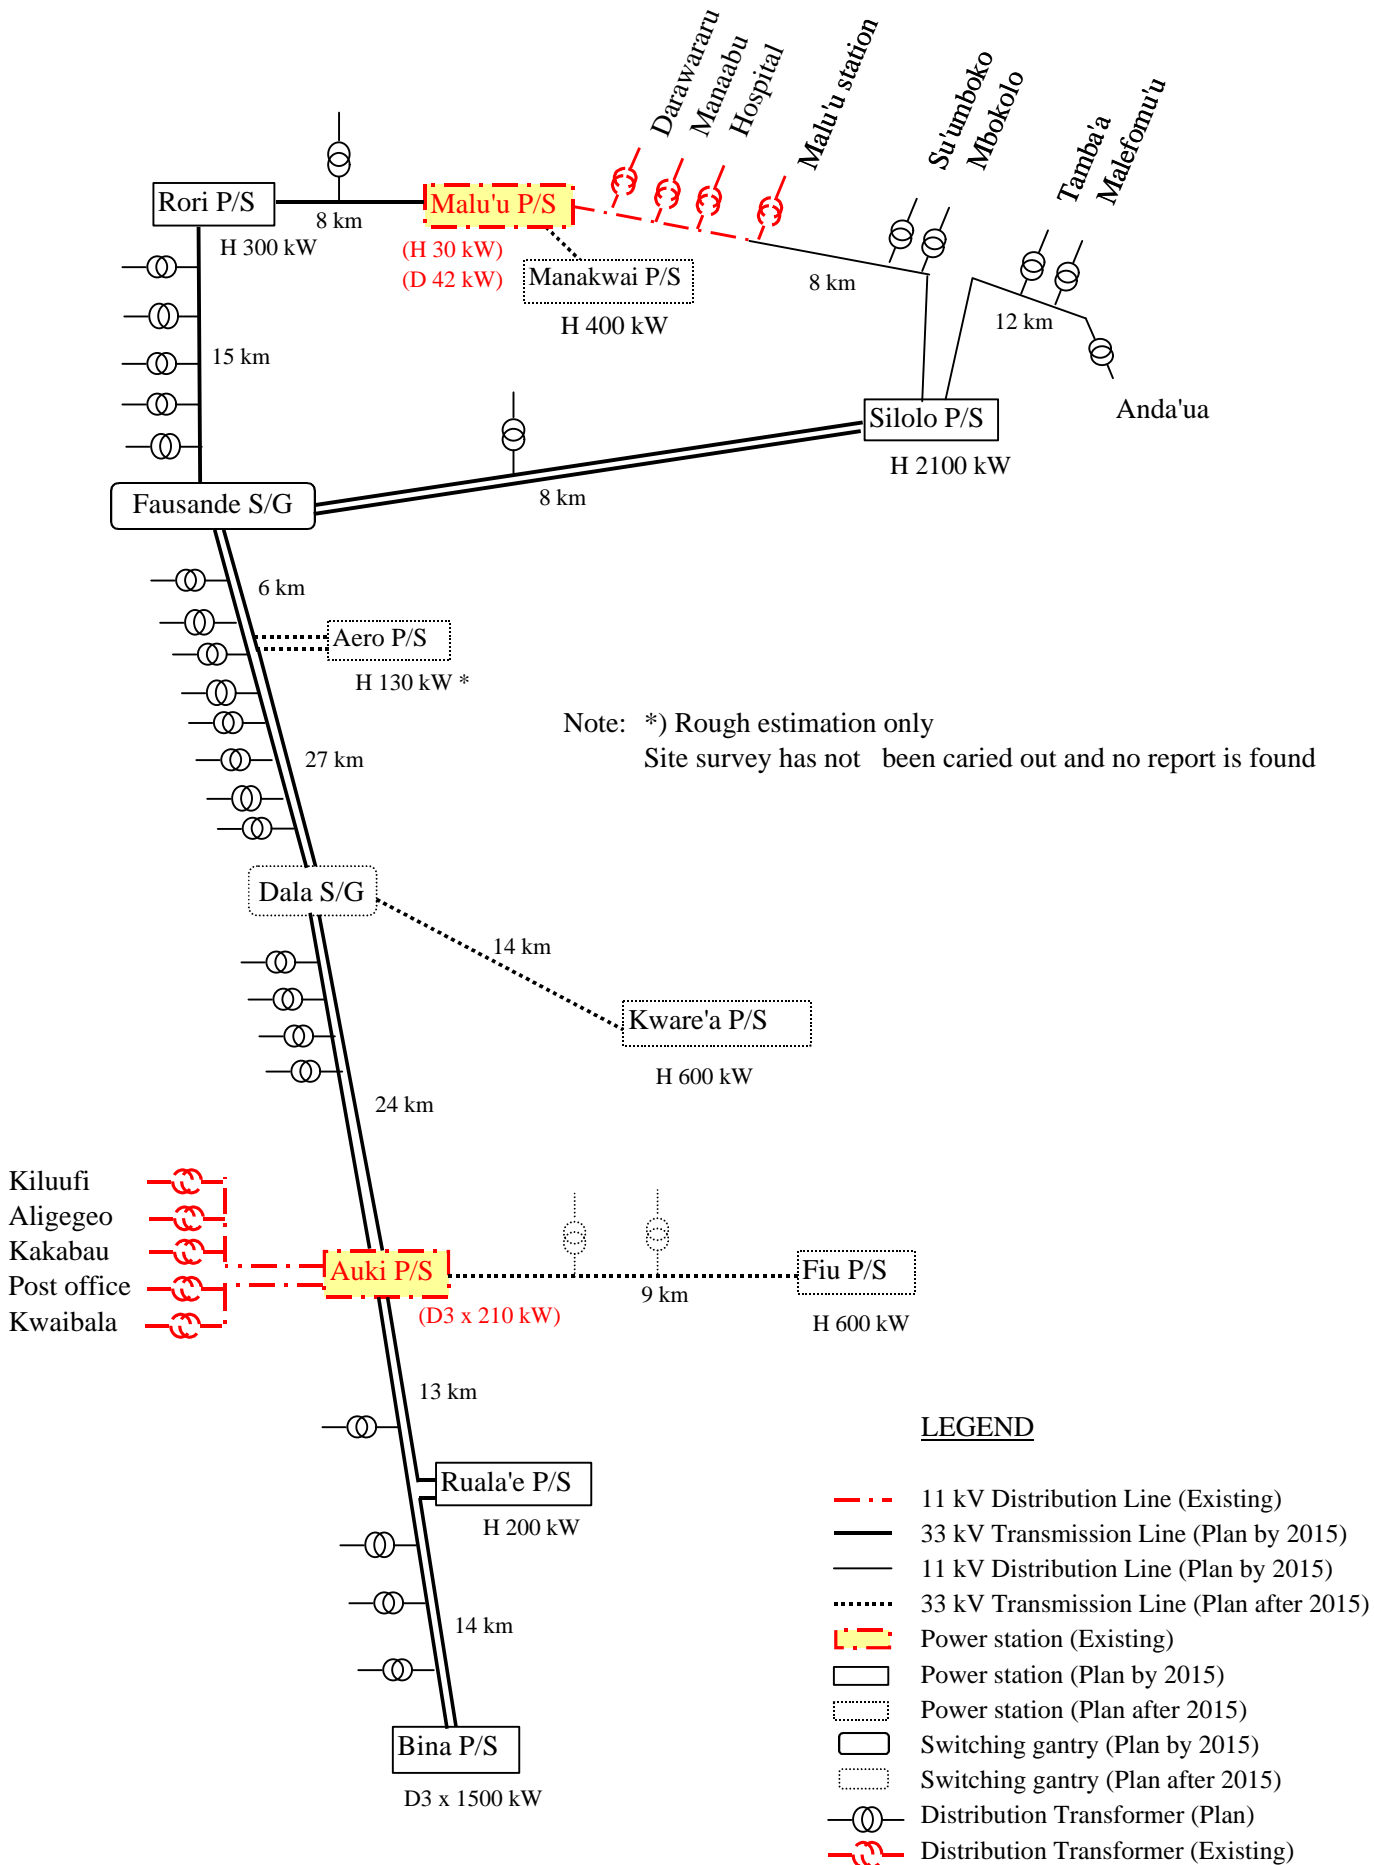 Darawararu
Manaabu
Hospital
Malu'u station
Su'umboko
Mbokolo
Tamba'a
Malefomu'u
Rori P/S
8 km
Malu'u P/S
H 300 kW
(H 30 kW)
(D 42 kW)
Manakwai P/S
8 km
H 400 kW
12 km
15 km
Anda'ua
Silolo P/S
H 2100 kW
8 km
Fausande S/G
6 km
Aero P/S
H 130 kW *
Note: *) Rough estimation only
Site survey has not been caried out and no report is found
27 km
Dala S/G
14 km
Kware'a P/S
H 600 kW
24 km
Kiluufi
Aligegeo
Kakabau
Post office
Kwaibala
Auki P/S
(D3 x 210 kW)
9 km
Fiu P/S
H 600 kW
13 km
Ruala'e P/S
H 200 kW
14 km
Bina P/S
D3 x 1500 kW
LEGEND
11 kV Distribution Line (Existing)
33 kV Transmission Line (Plan by 2015)
11 kV Distribution Line (Plan by 2015)
33 kV Transmission Line (Plan after 2015)
Power station (Existing)
Power station (Plan by 2015)
Power station (Plan after 2015)
Switching gantry (Plan by 2015)
Switching gantry (Plan after 2015)
Distribution Transformer (Plan)
Distribution Transformer (Existing)